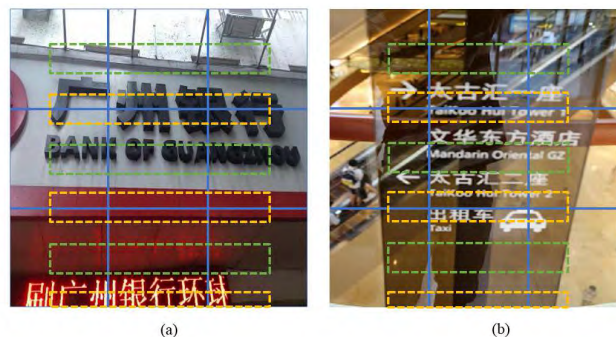 广州银行
BANK OF GUANGZHOU
刷广州银行环球
(a)
太古汇一座
TaiKoo Hui Tower 1
文华东方酒店
Mandarin Oriental GZ
太古汇二座
TaiKoo Hui Tower 2
出租车
Taxi
(b)